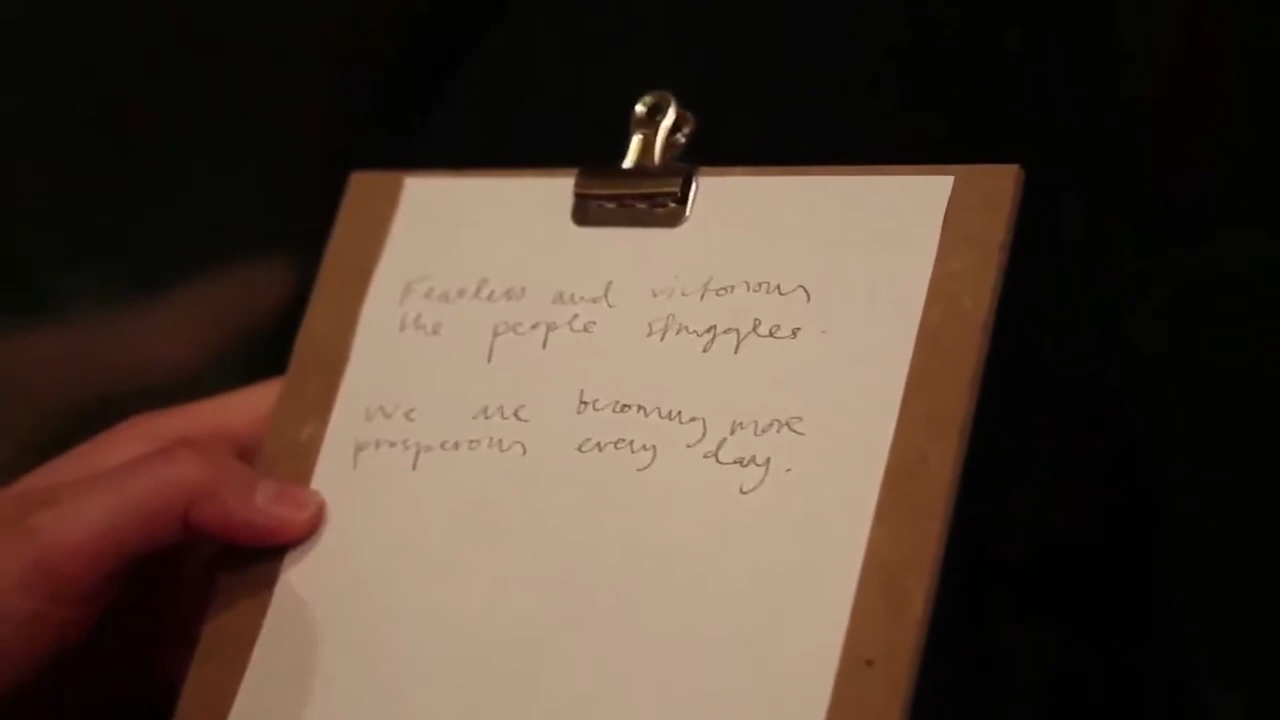 Fearless and victorious
the people struggles.
We are becoming more
prosperous every day.